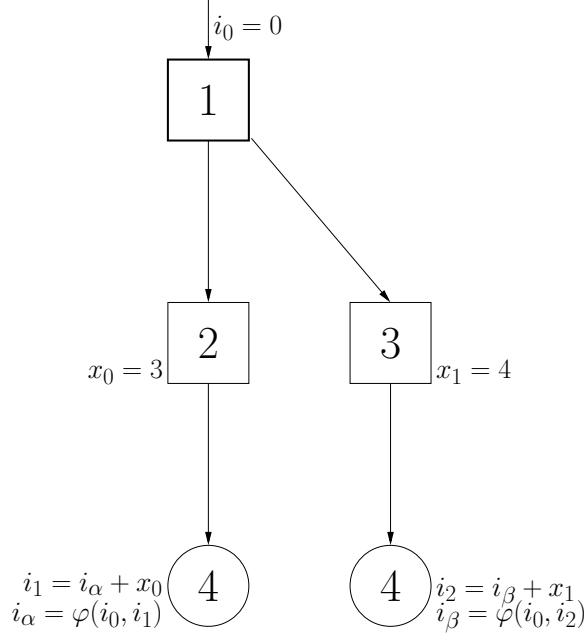 i₀ = 0
1
2
3
x₀ = 3
x₁ = 4
4
4
i₁ = i_α + x₀
i_α = φ(i₀, i₁)
i₂ = i_β + x₁
i_β = φ(i₀, i₂)